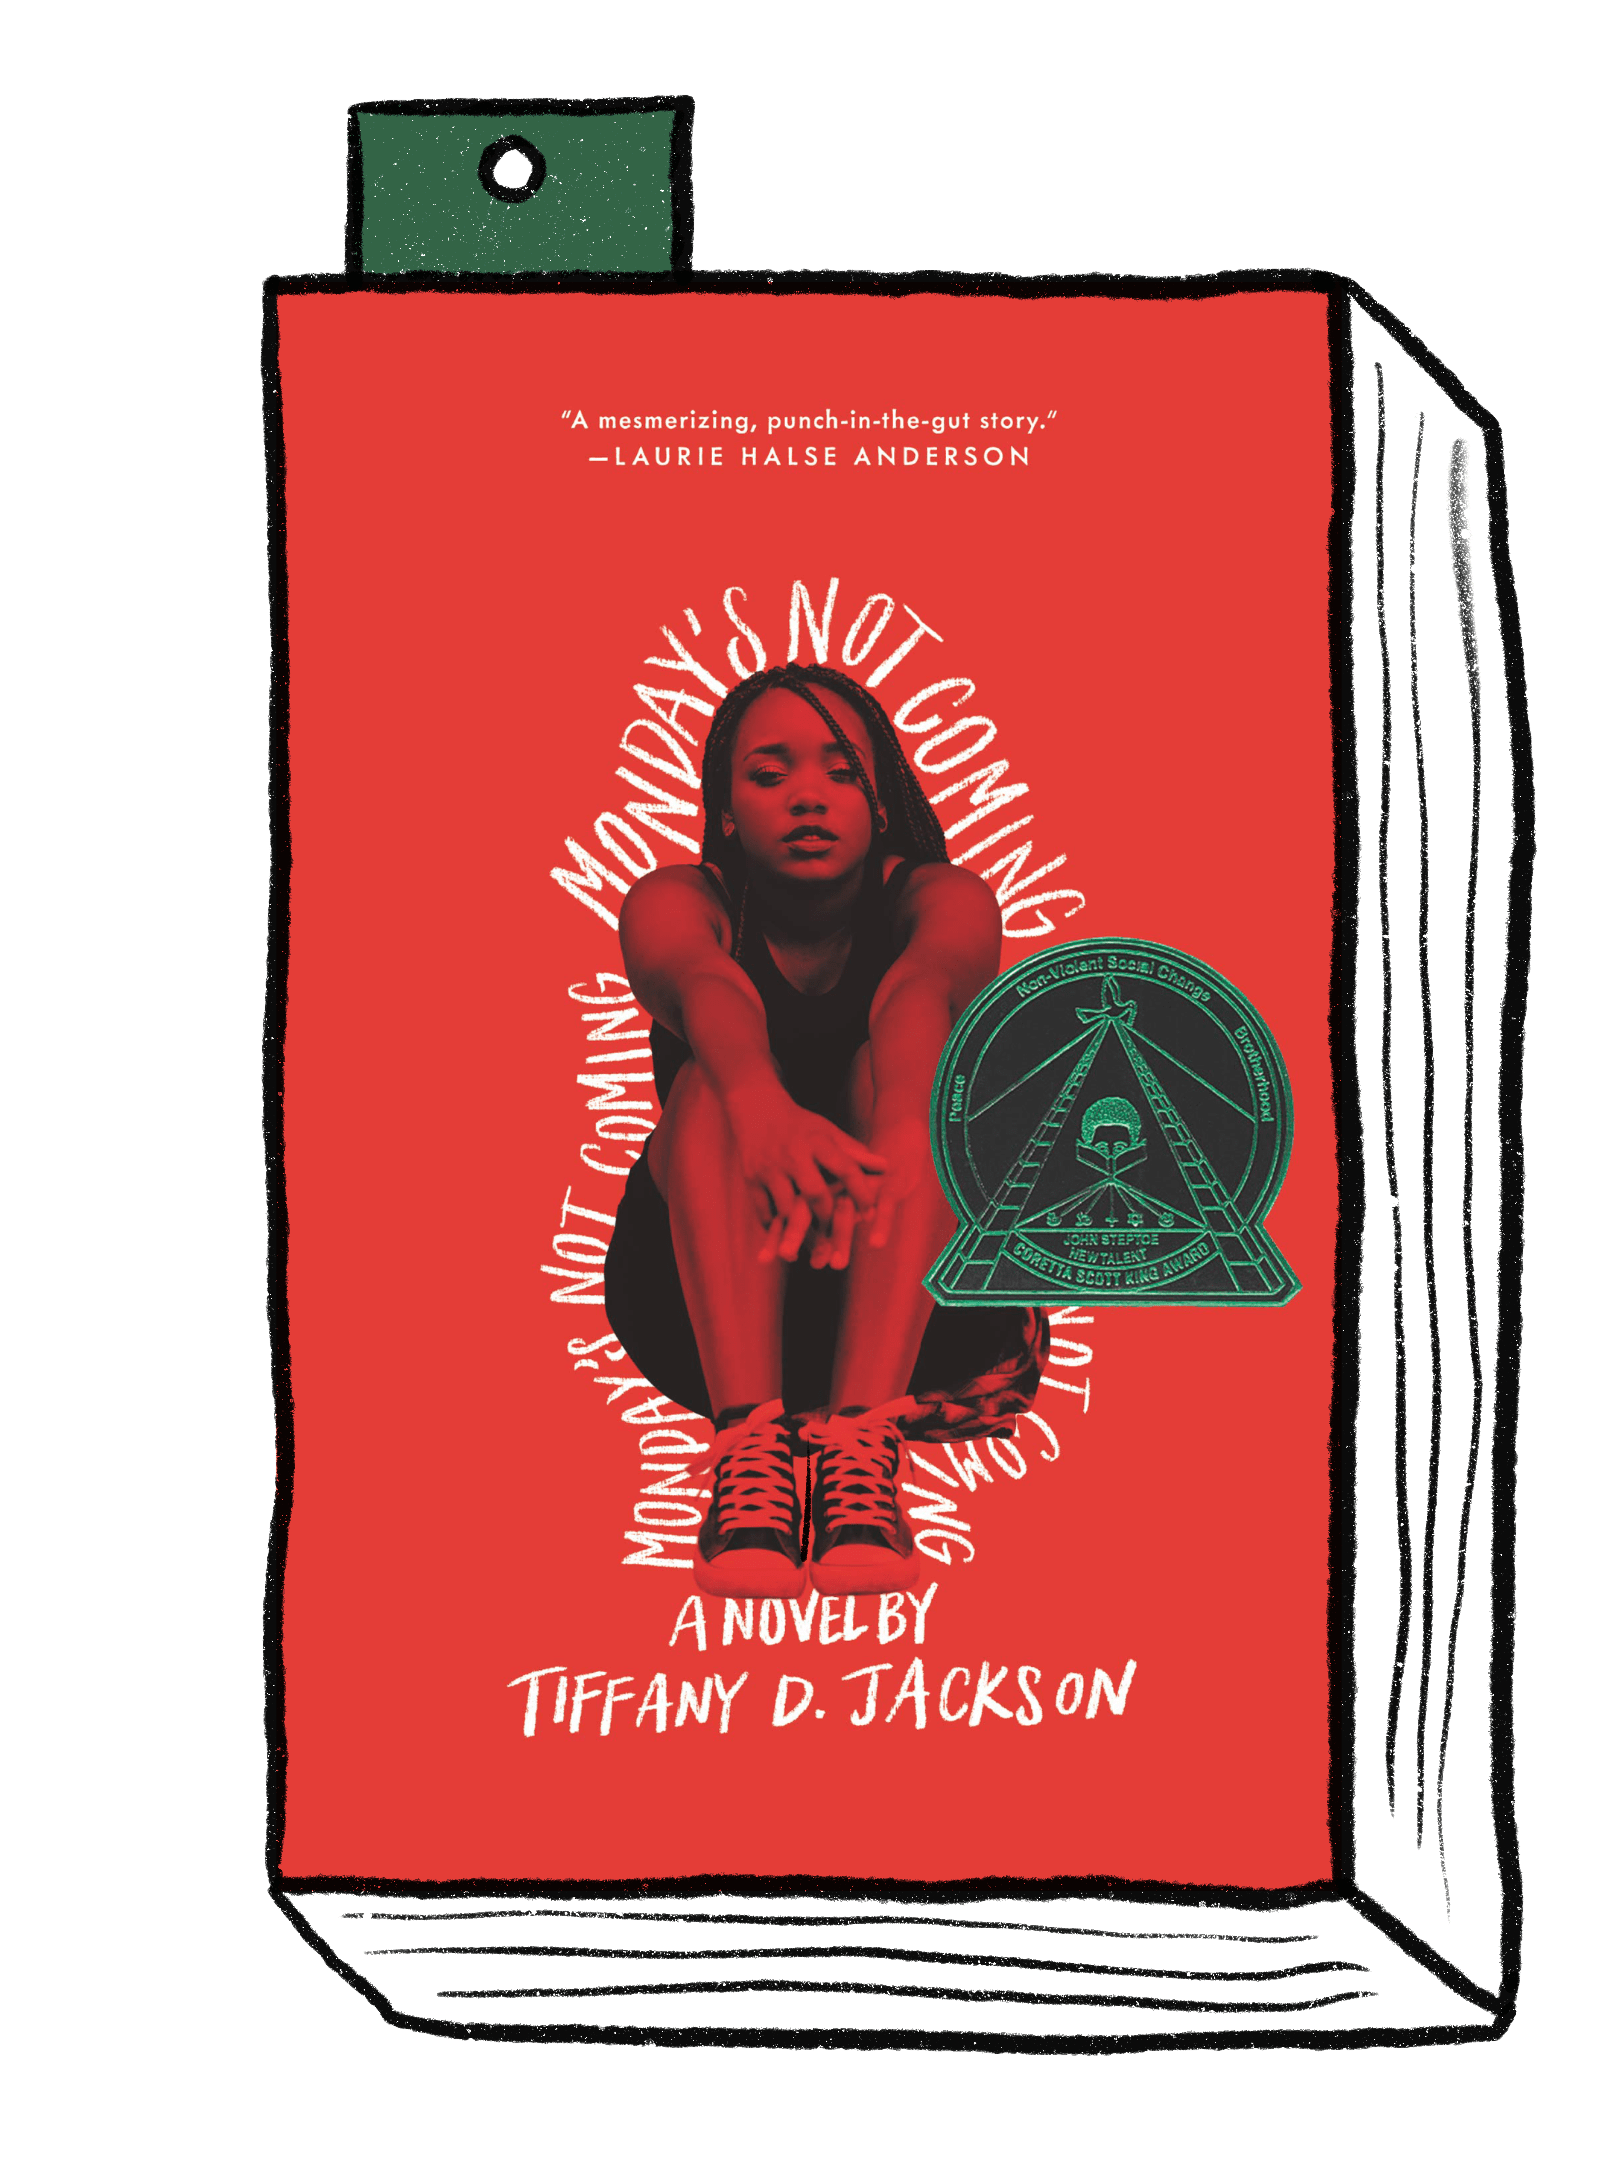 “A mesmerizing, punch-in-the-gut story.”
—LAURIE HALSE ANDERSON
MONDAY'S NOT COMING
MONDAY'S NOT COMING
NOT COMING
Non-Violent Social Change
Peace
Brotherhood
JOHN STEPTOE
NEW TALENT
CORETTA SCOTT KING AWARD
A NOVEL BY
TIFFANY D. JACKSON